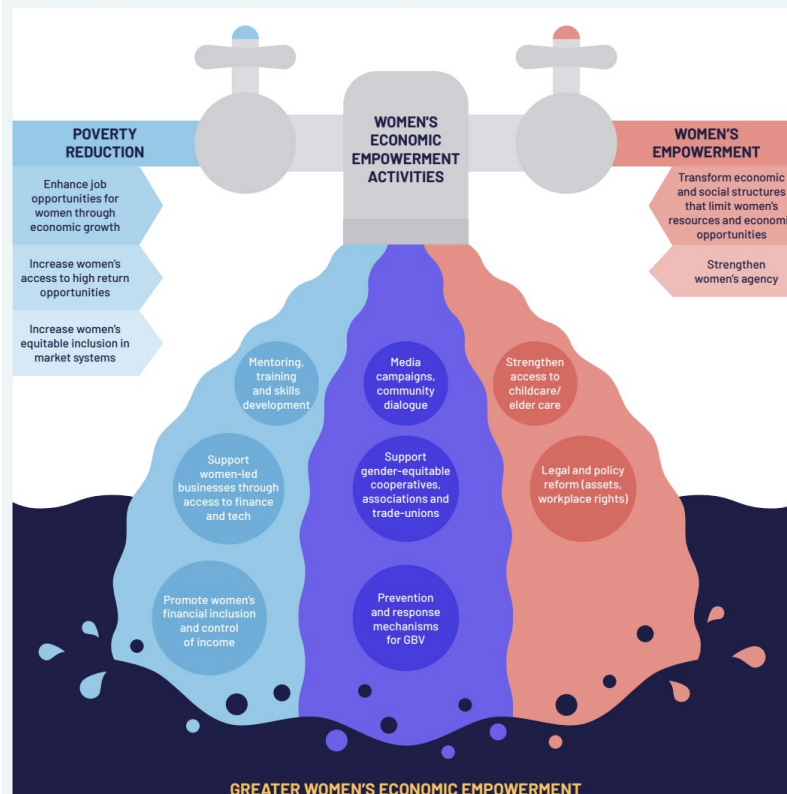 WOMEN'S
ECONOMIC
EMPOWERMENT
ACTIVITIES
POVERTY
REDUCTION
Enhance job
opportunities for
women through
economic growth
Increase women's
access to high return
opportunities
Increase women's
equitable inclusion in
market systems
WOMEN'S
EMPOWERMENT
Transform economic
and social structures
that limit women's
resources and economi
opportunities
Strengthen
women's agency
Mentoring,
training
and skills
development
Support
women-led
businesses through
access to finance
and tech
Promote women's
financial inclusion
and control
of income
Media
campaigns,
community
dialogue
Support
gender-equitable
cooperatives,
associations and
trade-unions
Prevention
and response
mechanisms
for GBV
Strengthen
access to
childcare/
elder care
Legal and policy
reform (assets,
workplace rights)
GREATER WOMEN'S ECONOMIC EMPOWERMENT